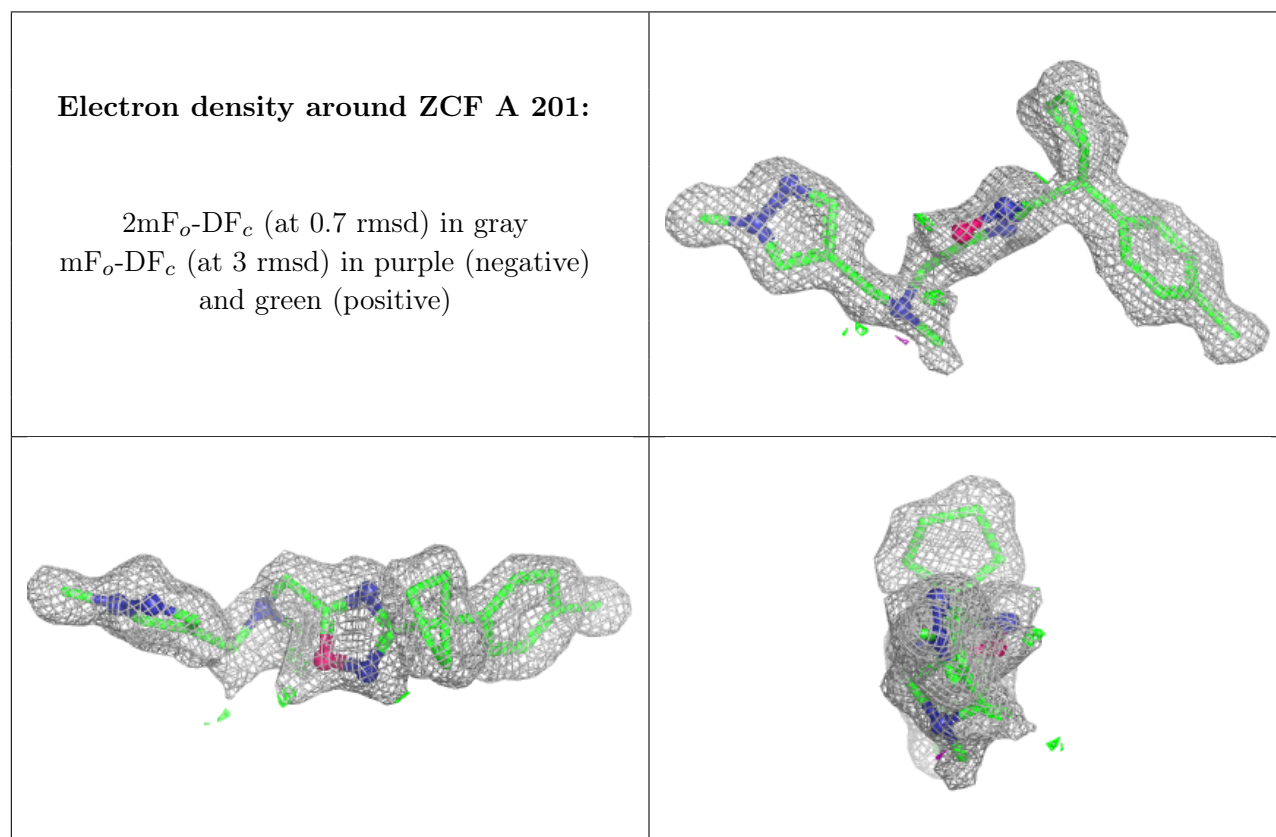 Electron density around ZCF A 201:
2mFₒ-DF𝒸 (at 0.7 rmsd) in gray
mFₒ-DF𝒸 (at 3 rmsd) in purple (negative)
and green (positive)